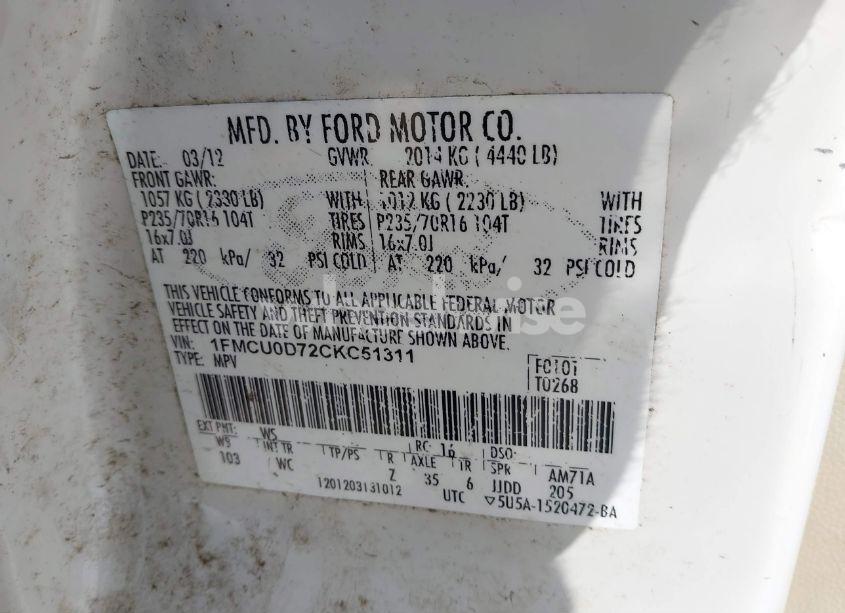 MFD. BY FORD MOTOR CO.
DATE: 03/12 GVWR: 2014 KG ( 4440 LB)
FRONT GAWR: REAR GAWR:
1057 KG ( 2330 LB) WITH 1012 KG ( 2230 LB) WITH
P235/70R16 104T TIRES P235/70R16 104T TIRES
16x7.0J RIMS 16x7.0J RIMS
AT 220 kPa/ 32 PSI COLD AT 220 kPa/ 32 PSI COLD
THIS VEHICLE CONFORMS TO ALL APPLICABLE FEDERAL MOTOR
VEHICLE SAFETY AND THEFT PREVENTION STANDARDS IN
EFFECT ON THE DATE OF MANUFACTURE SHOWN ABOVE.
VIN: 1FMCU0D72CKC51311
TYPE: MPV
F0101
T0268
EXT PNT: WS RC: 16 DSO:
WS INT TR TP/PS R AXLE TR SPR AM71A
103 WC Z 35 6 JJDD 205
1201203131012 UTC ▽5U5A-1520472-BA